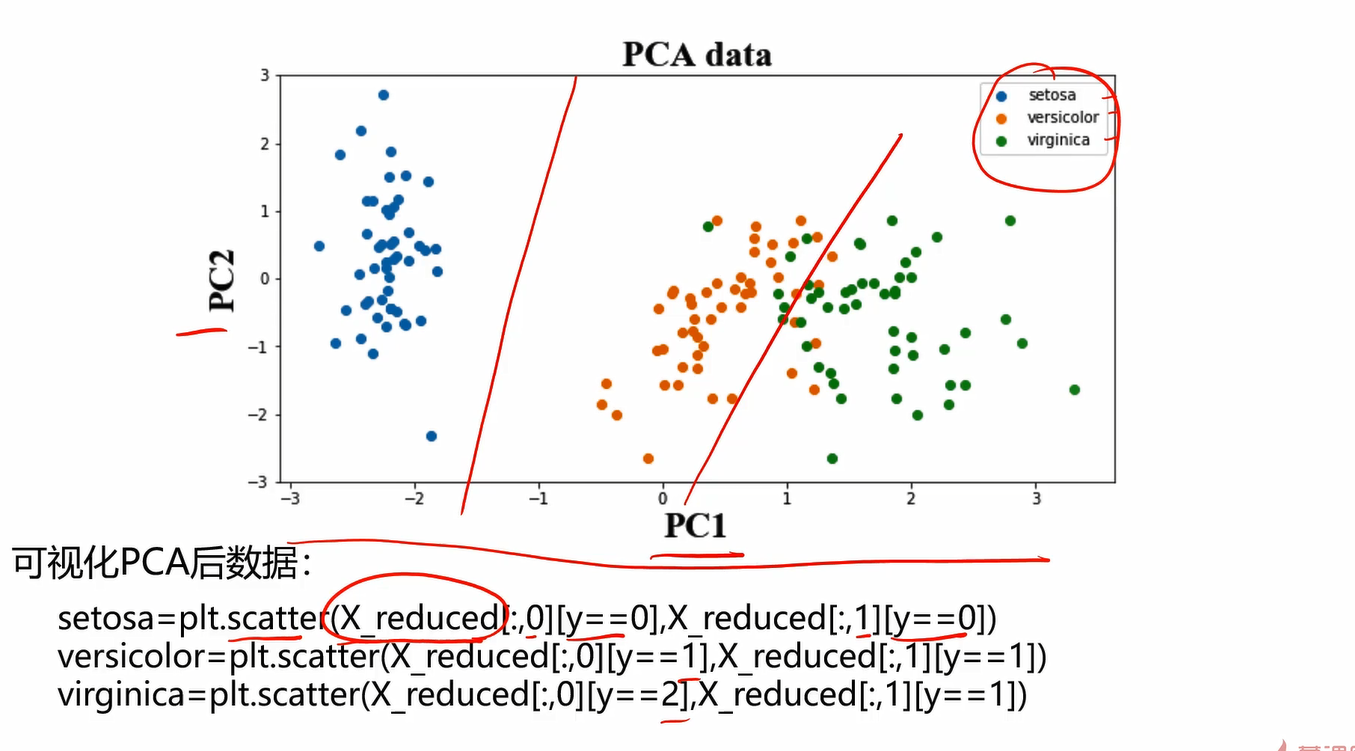 PCA data
3
setosa
versicolor
virginica
2
1
0
−1
−2
−3
PC2
−3 −2 −1 0 1 2 3
PC1
可视化PCA后数据：
setosa=plt.scatter(X_reduced[:,0][y==0],X_reduced[:,1][y==0])
versicolor=plt.scatter(X_reduced[:,0][y==1],X_reduced[:,1][y==1])
virginica=plt.scatter(X_reduced[:,0][y==2],X_reduced[:,1][y==1])